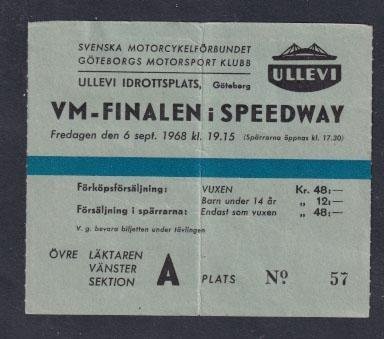 SVENSKA MOTORCYKELFÖRBUNDET
GÖTEBORGS MOTORSPORT KLUBB
ULLEVI
ULLEVI IDROTTSPLATS, Göteborg
VM-FINALEN i SPEEDWAY
Fredagen den 6 sept. 1968 kl. 19.15 (Spärrarna öppnas kl. 17.30)
Förköpsförsäljning: VUXEN Kr. 48:—
Barn under 14 år „ 12:—
Försäljning i spärrarna: Endast som vuxen „ 48:—
V. g. bevara biljetten under tävlingen
ÖVRE LÄKTAREN
VÄNSTER
SEKTION A PLATS Nº 57